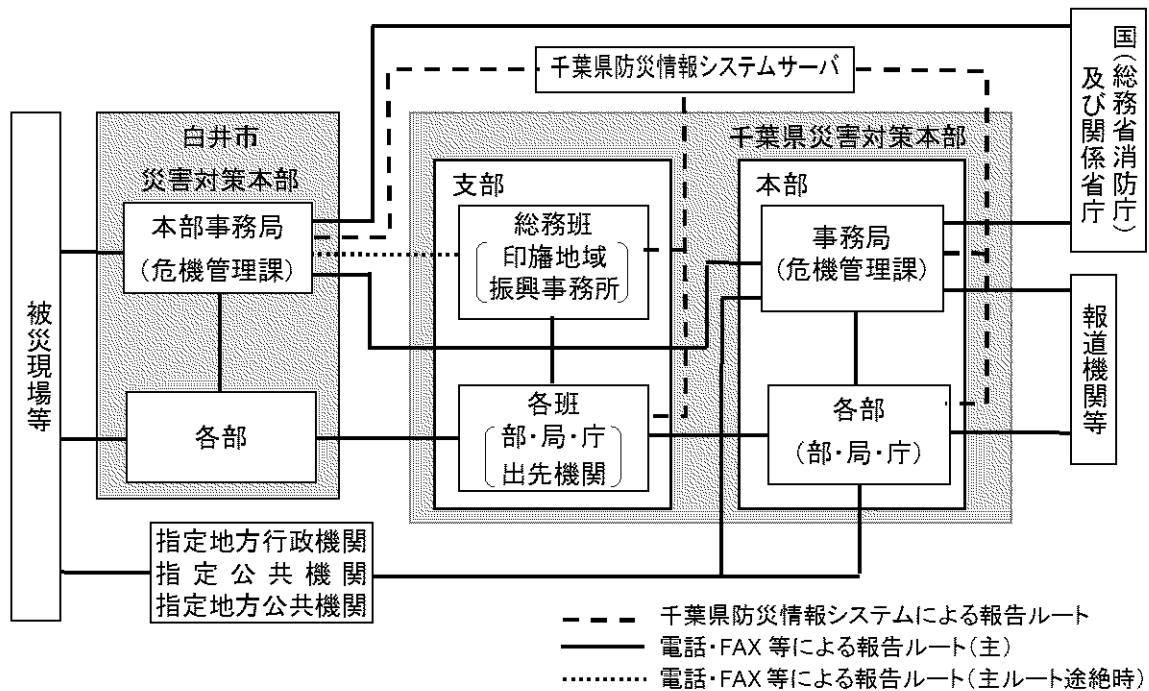 千葉県防災情報システムサーバ
国（総務省消防庁）
及び関係省庁
白井市
災害対策本部
千葉県災害対策本部
支部
本部
本部事務局
（危機管理課）
総務班
印旛地域
振興事務所
事務局
（危機管理課）
被災現場等
報道機関等
各部
各班
部・局・庁
出先機関
各部
（部・局・庁）
指定地方行政機関
指定公共機関
指定地方公共機関
千葉県防災情報システムによる報告ルート
電話・FAX 等による報告ルート（主）
電話・FAX 等による報告ルート（主ルート途絶時）